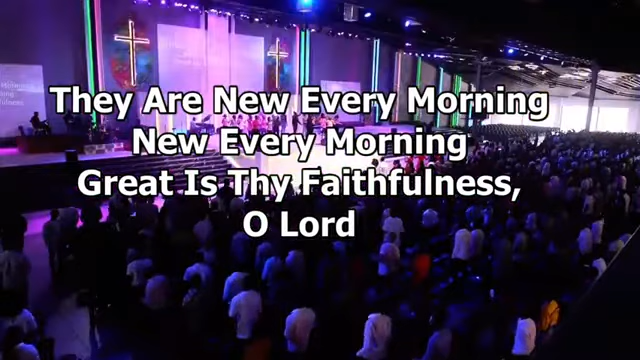 They Are New Every Morning
New Every Morning
Great Is Thy Faithfulness,
O Lord